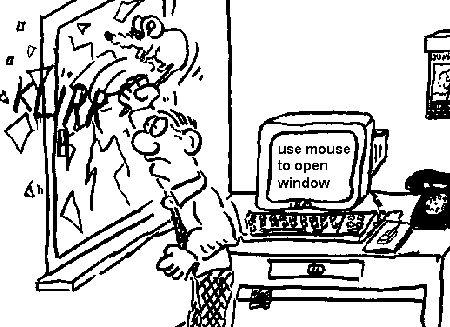 KLIRR
use mouse
to open
window